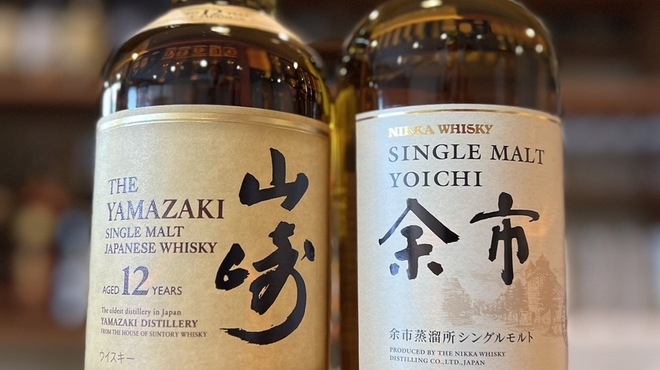 THE
YAMAZAKI
SINGLE MALT
JAPANESE WHISKY
AGED 12 YEARS
The oldest distillery in Japan
YAMAZAKI DISTILLERY
FROM THE HOUSE OF SUNTORY WHISKY
ウイスキー
山崎
NIKKA WHISKY
SINGLE MALT
YOICHI
余市
余市蒸溜所シングルモルト
PRODUCED BY THE NIKKA WHISKY
DISTILLING CO., LTD., JAPAN